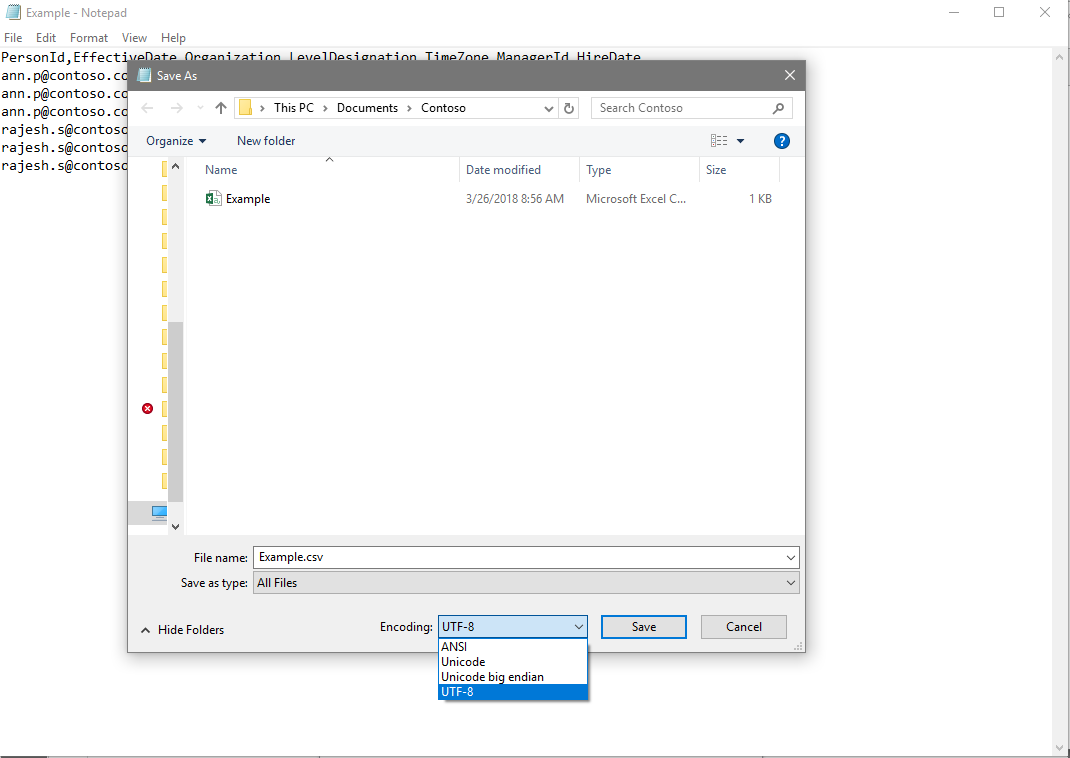 Example - Notepad
File Edit Format View Help
PersonId,EffectiveDate,Organization,LevelDesignation,TimeZone,ManagerId,HireDate
ann.p@contoso.co
ann.p@contoso.co
ann.p@contoso.co
rajesh.s@contoso
rajesh.s@contoso
rajesh.s@contoso
Save As
This PC > Documents > Contoso
Search Contoso
Organize New folder
Name Date modified Type Size
Example 3/26/2018 8:56 AM Microsoft Excel C... 1 KB
File name: Example.csv
Save as type: All Files
Hide Folders Encoding: UTF-8 Save Cancel
ANSI
Unicode
Unicode big endian
UTF-8